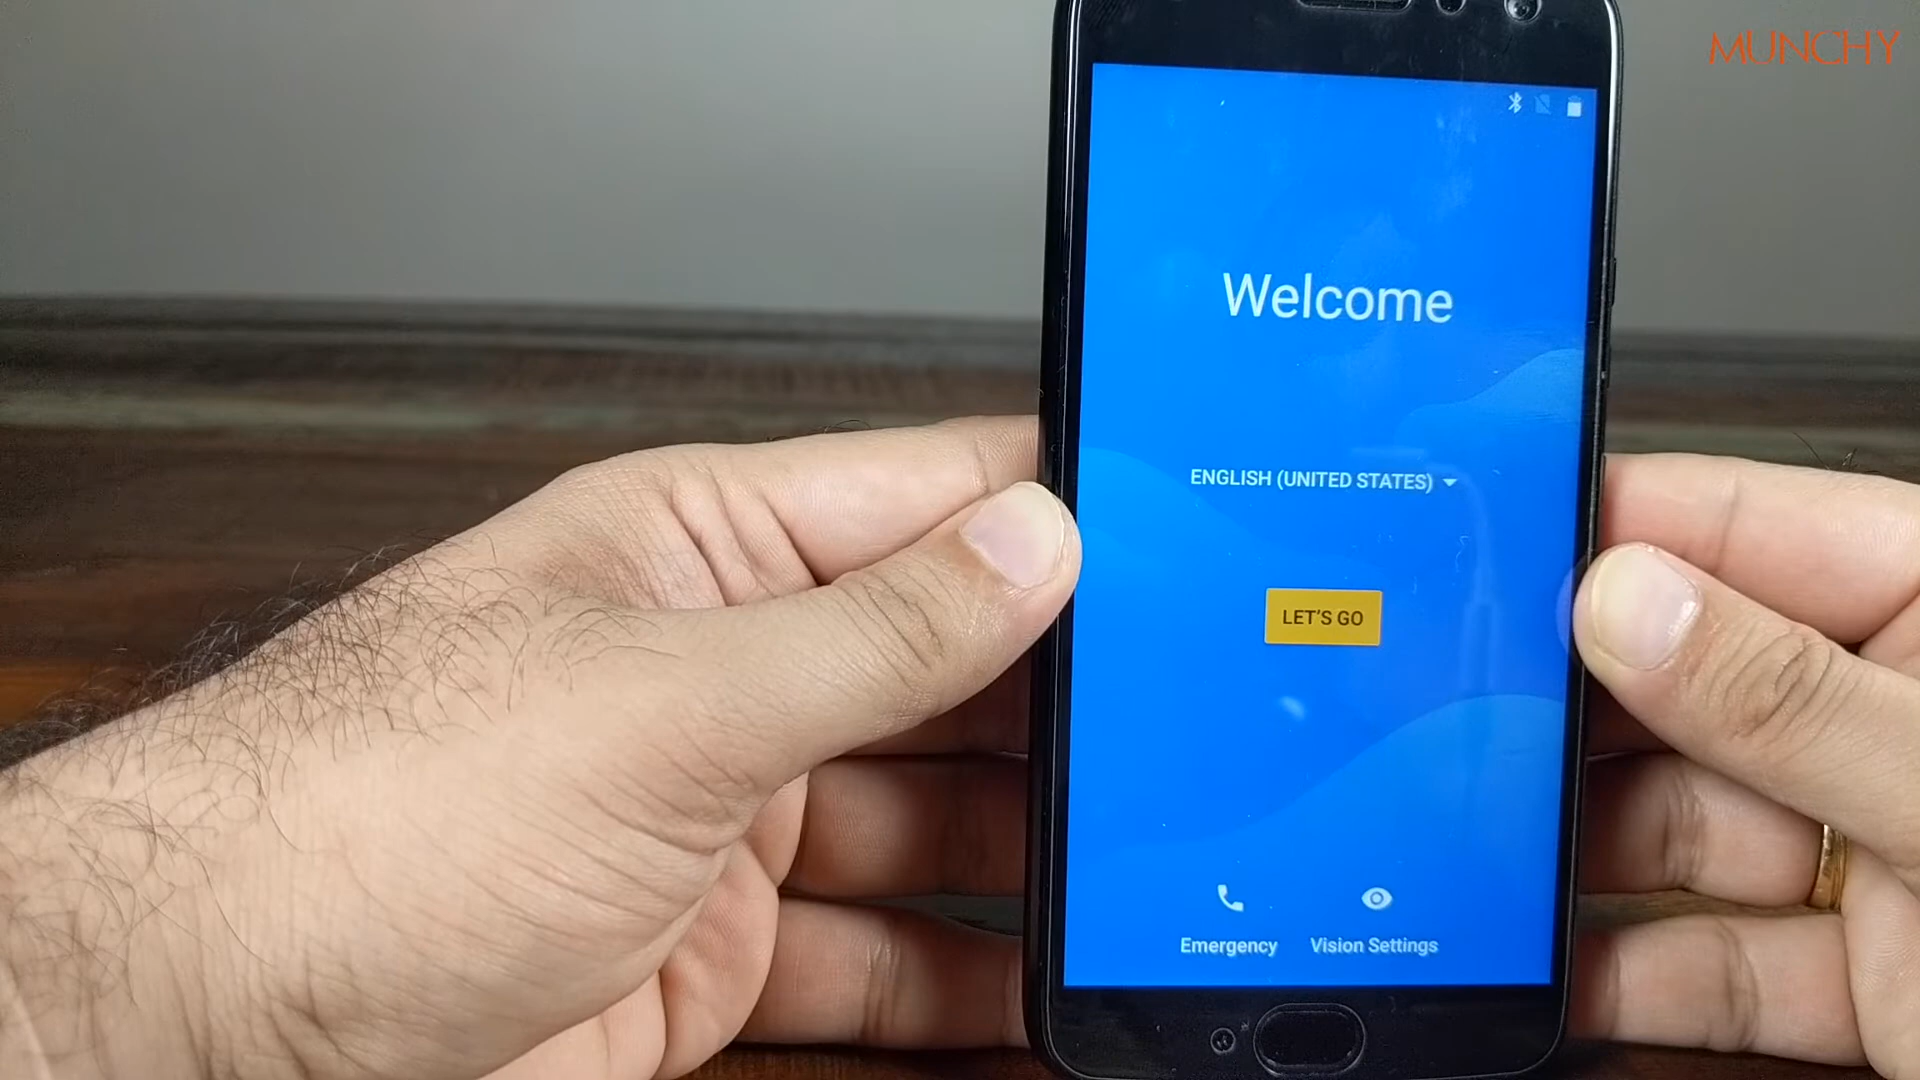 MUNCHY
Welcome
ENGLISH (UNITED STATES)
LET'S GO
Emergency
Vision Settings